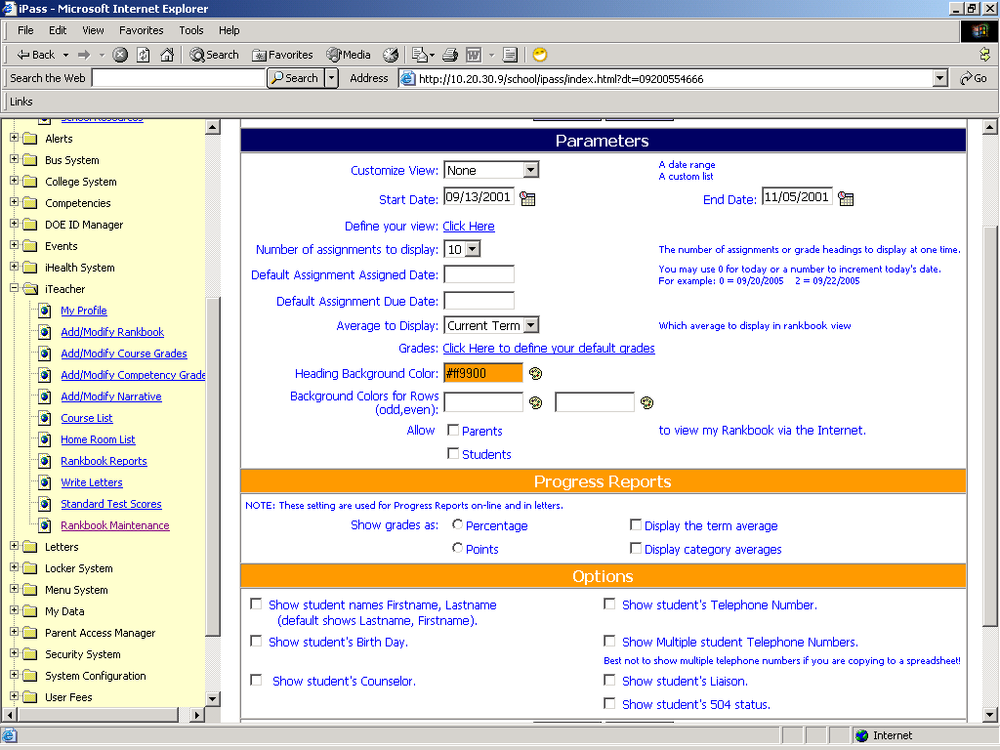 iPass - Microsoft Internet Explorer
File Edit View Favorites Tools Help
Back Search Favorites Media
Search the Web Search Address http://10.20.30.9/school/ipass/index.html?dt=09200554666 Go
Links
School Resources
Alerts
Bus System
College System
Competencies
DOE ID Manager
Events
iHealth System
iTeacher
My Profile
Add/Modify Rankbook
Add/Modify Course Grades
Add/Modify Competency Grade
Add/Modify Narrative
Course List
Home Room List
Rankbook Reports
Write Letters
Standard Test Scores
Rankbook Maintenance
Letters
Locker System
Menu System
My Data
Parent Access Manager
Security System
System Configuration
User Fees
Parameters
Customize View: None A date range
A custom list
Start Date: 09/13/2001 End Date: 11/05/2001
Define your view: Click Here
Number of assignments to display: 10 The number of assignments or grade headings to display at one time.
Default Assignment Assigned Date: You may use 0 for today or a number to increment today's date.
For example: 0 = 09/20/2005 2 = 09/22/2005
Default Assignment Due Date:
Average to Display: Current Term Which average to display in rankbook view
Grades: Click Here to define your default grades
Heading Background Color: #ff9900
Background Colors for Rows
(odd,even):
Allow Parents to view my Rankbook via the Internet.
Students
Progress Reports
NOTE: These setting are used for Progress Reports on-line and in letters.
Show grades as: Percentage Display the term average
Points Display category averages
Options
Show student names Firstname, Lastname Show student's Telephone Number.
(default shows Lastname, Firstname).
Show student's Birth Day. Show Multiple student Telephone Numbers.
Best not to show multiple telephone numbers if you are copying to a spreadsheet!
Show student's Counselor. Show student's Liaison.
Show student's 504 status.
Internet